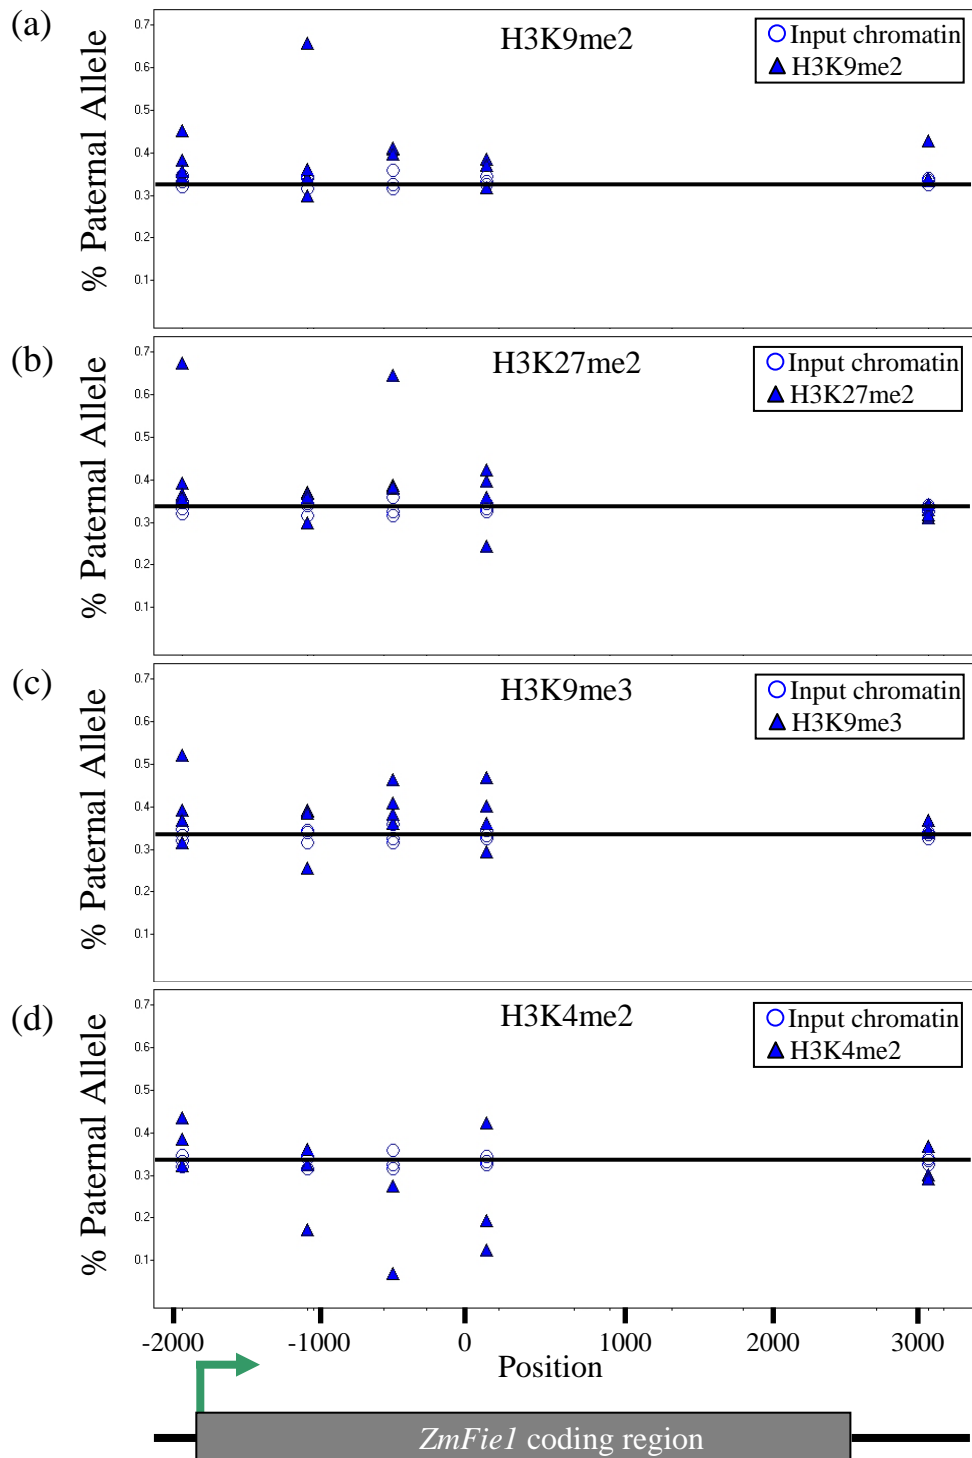 (a)
H3K9me2
Input chromatin
H3K9me2
% Paternal Allele
0.7
0.6
0.5
0.4
0.3
0.2
0.1
(b)
H3K27me2
Input chromatin
H3K27me2
% Paternal Allele
0.7
0.6
0.5
0.4
0.3
0.2
0.1
(c)
H3K9me3
Input chromatin
H3K9me3
% Paternal Allele
0.7
0.6
0.5
0.4
0.3
0.2
0.1
(d)
H3K4me2
Input chromatin
H3K4me2
% Paternal Allele
0.7
0.6
0.5
0.4
0.3
0.2
0.1
-2000 -1000 0 1000 2000 3000
Position
ZmFie1 coding region